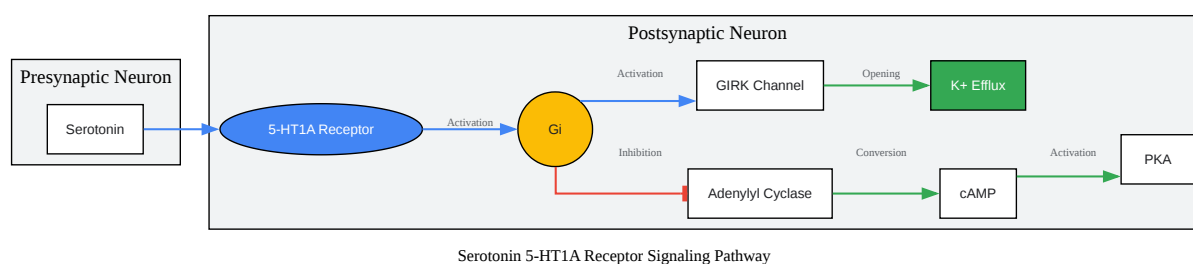 Postsynaptic Neuron
Presynaptic Neuron
Serotonin
5-HT1A Receptor
Activation
Gi
Activation
GIRK Channel
Opening
K+ Efflux
Inhibition
Adenylyl Cyclase
Conversion
cAMP
Activation
PKA
Serotonin 5-HT1A Receptor Signaling Pathway